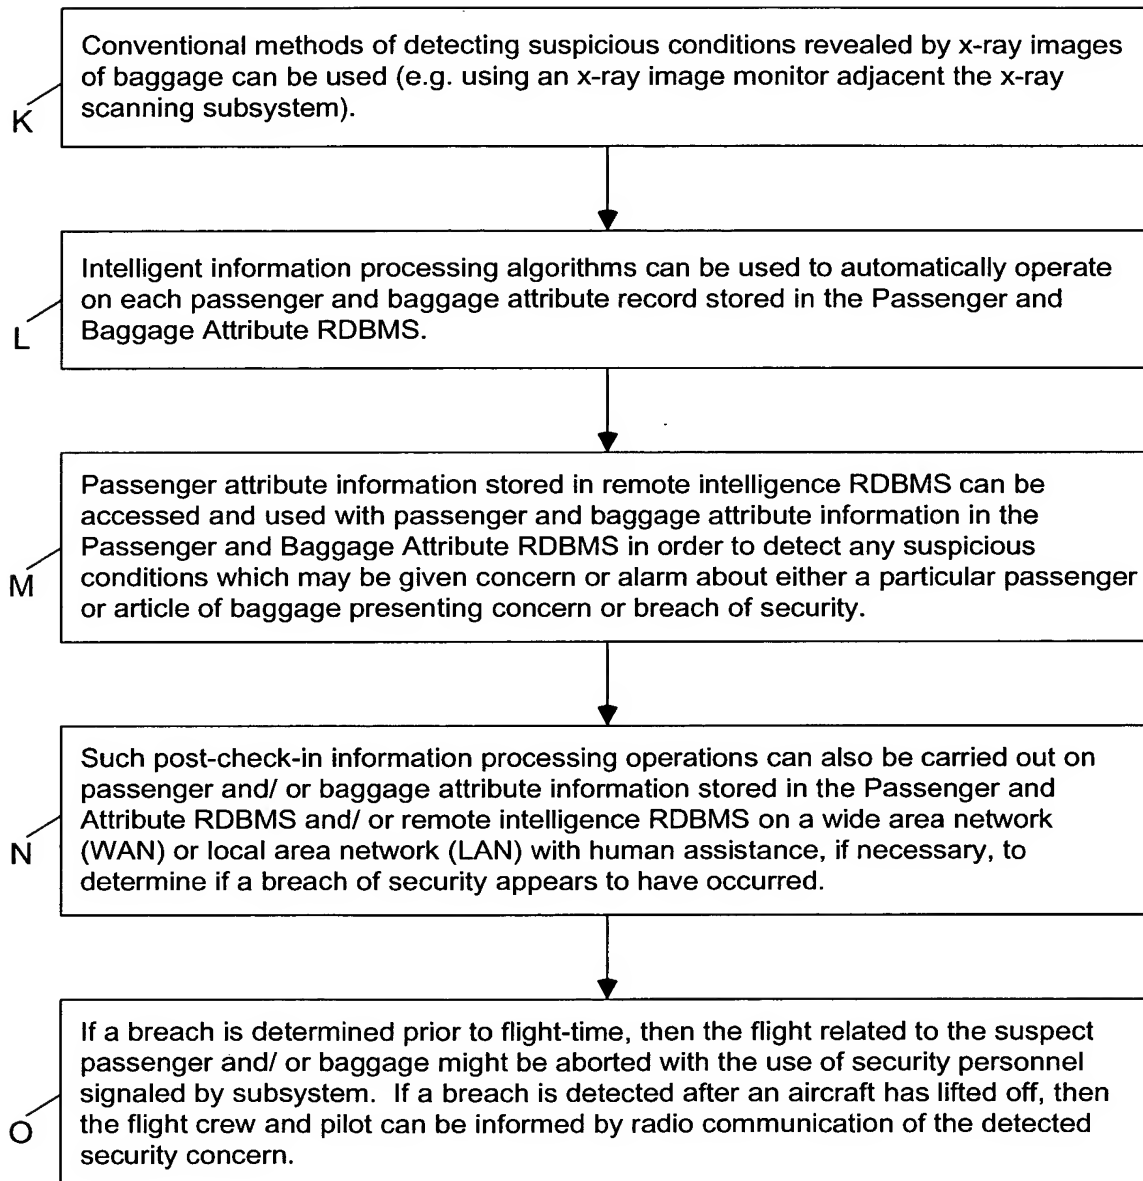 Conventional methods of detecting suspicious conditions revealed by x-ray images
of baggage can be used (e.g. using an x-ray image monitor adjacent the x-ray
scanning subsystem).
K
Intelligent information processing algorithms can be used to automatically operate
on each passenger and baggage attribute record stored in the Passenger and
Baggage Attribute RDBMS.
L
Passenger attribute information stored in remote intelligence RDBMS can be
accessed and used with passenger and baggage attribute information in the
Passenger and Baggage Attribute RDBMS in order to detect any suspicious
conditions which may be given concern or alarm about either a particular passenger
or article of baggage presenting concern or breach of security.
M
Such post-check-in information processing operations can also be carried out on
passenger and/ or baggage attribute information stored in the Passenger and
Attribute RDBMS and/ or remote intelligence RDBMS on a wide area network
(WAN) or local area network (LAN) with human assistance, if necessary, to
determine if a breach of security appears to have occurred.
N
If a breach is determined prior to flight-time, then the flight related to the suspect
passenger and/ or baggage might be aborted with the use of security personnel
signaled by subsystem.  If a breach is detected after an aircraft has lifted off, then
the flight crew and pilot can be informed by radio communication of the detected
security concern.
O